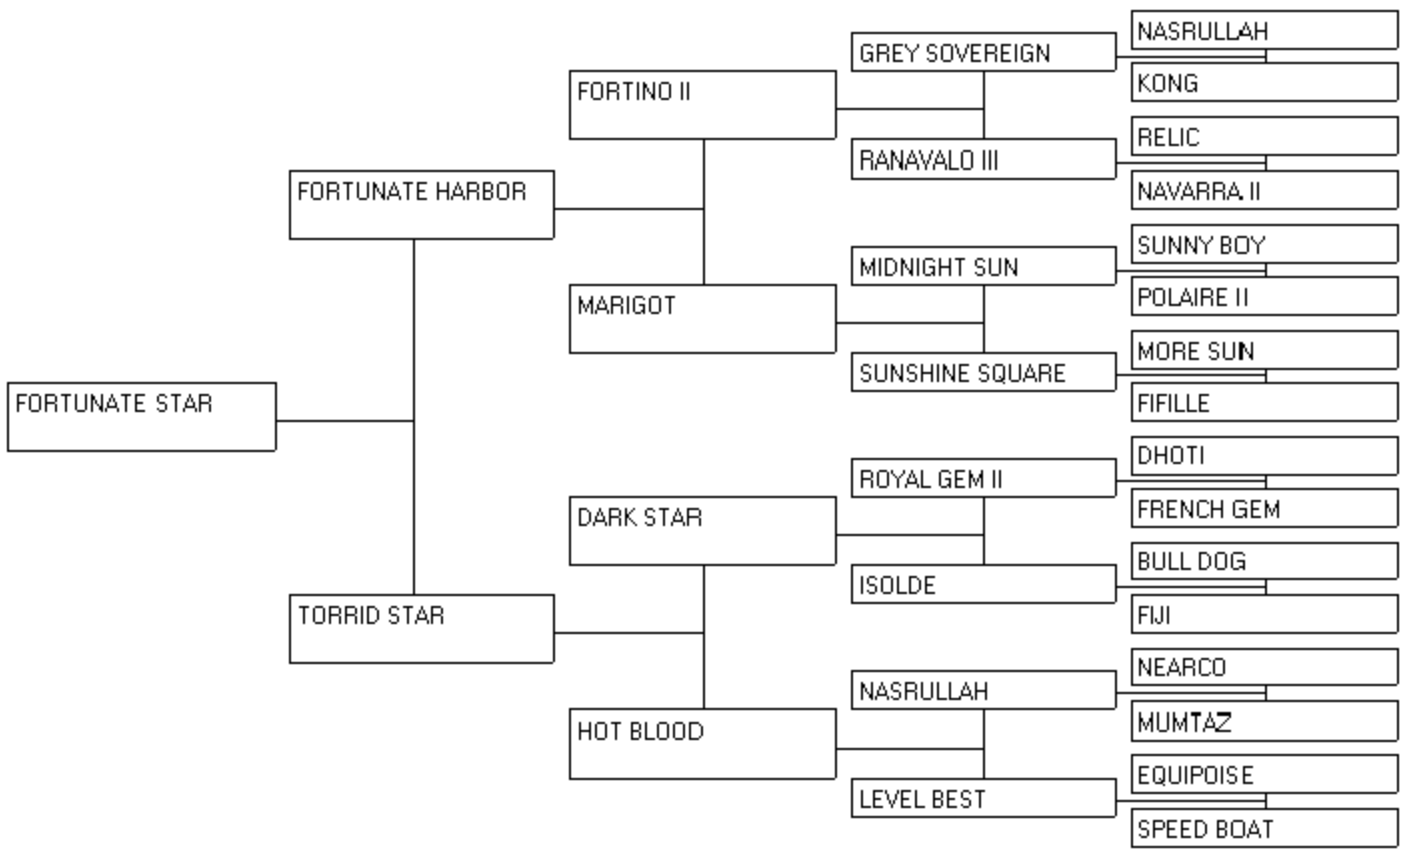 NASRULLAH
GREY SOVEREIGN
KONG
FORTINO II
RELIC
RANAVALO III
NAVARRA II
FORTUNATE HARBOR
SUNNY BOY
MIDNIGHT SUN
POLAIRE II
MARIGOT
MORE SUN
SUNSHINE SQUARE
FIFILLE
FORTUNATE STAR
DHOTI
ROYAL GEM II
FRENCH GEM
DARK STAR
BULL DOG
ISOLDE
FIJI
TORRID STAR
NEARCO
NASRULLAH
MUMTAZ
HOT BLOOD
EQUIPOISE
LEVEL BEST
SPEED BOAT